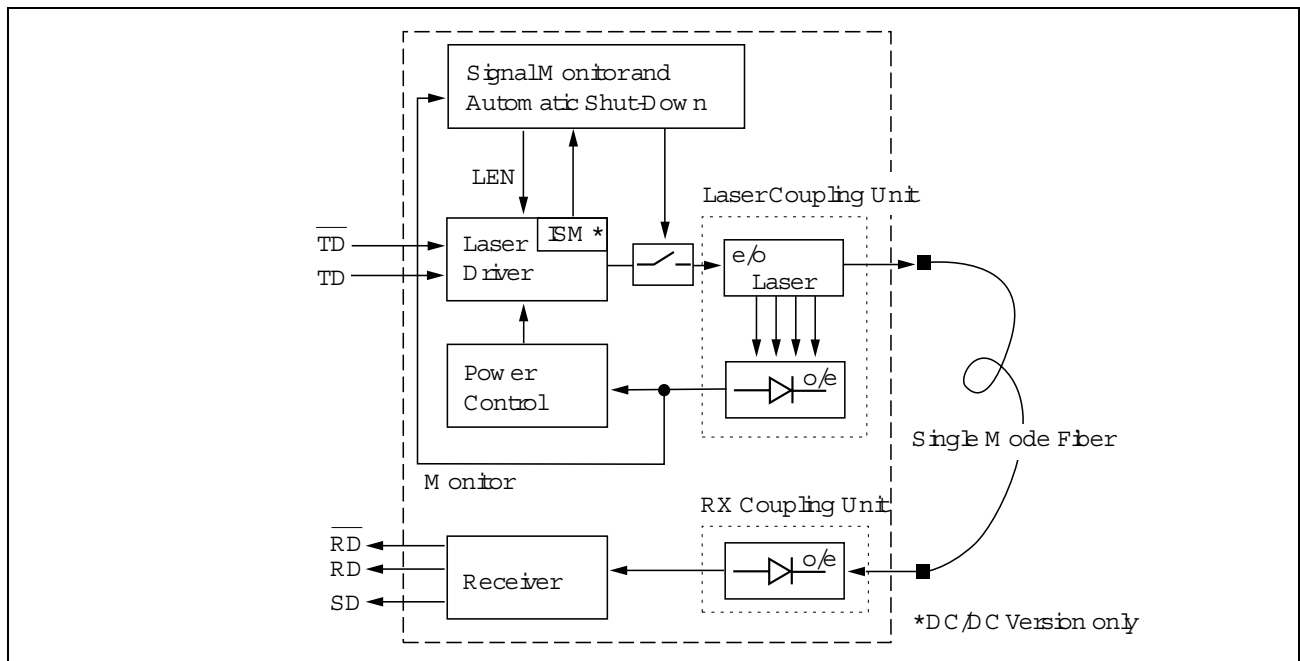 Signal Monitor and
Automatic Shut-Down
LEN
Laser Coupling Unit
TD
TD
Laser
Driver
ISM *
e/o
Laser
Power
Control
o/e
Single Mode Fiber
Monitor
RX Coupling Unit
RD
RD
SD
Receiver
o/e
*DC/DC Version only